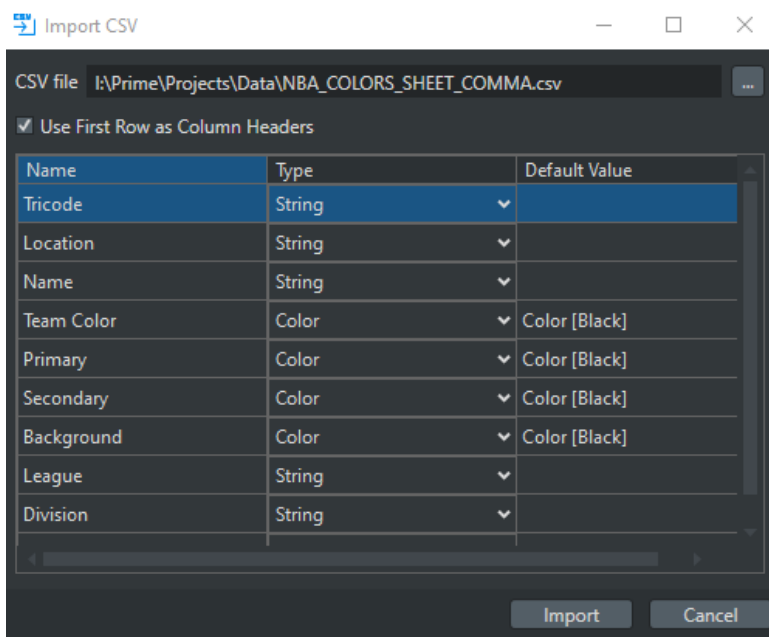 CSV Import CSV
CSV file I:\Prime\Projects\Data\NBA_COLORS_SHEET_COMMA.csv ...
Use First Row as Column Headers
Name Type Default Value
Tricode String
Location String
Name String
Team Color Color Color [Black]
Primary Color Color [Black]
Secondary Color Color [Black]
Background Color Color [Black]
League String
Division String
Import Cancel